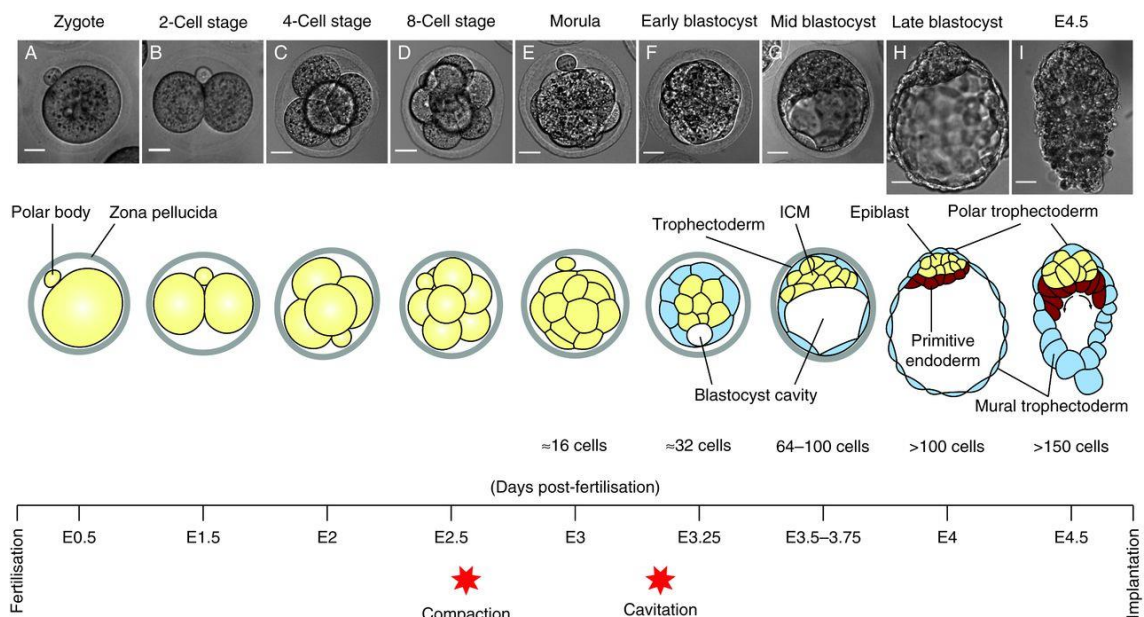 Zygote
2-Cell stage
4-Cell stage
8-Cell stage
Morula
Early blastocyst
Mid blastocyst
Late blastocyst
E4.5
A
B
C
D
E
F
G
H
I
Polar body
Zona pellucida
Trophectoderm
ICM
Epiblast
Polar trophectoderm
Primitive
endoderm
Blastocyst cavity
Mural trophectoderm
≈16 cells
≈32 cells
64–100 cells
>100 cells
>150 cells
(Days post-fertilisation)
Fertilisation
E0.5
E1.5
E2
E2.5
E3
E3.25
E3.5–3.75
E4
E4.5
Implantation
Compaction
Cavitation